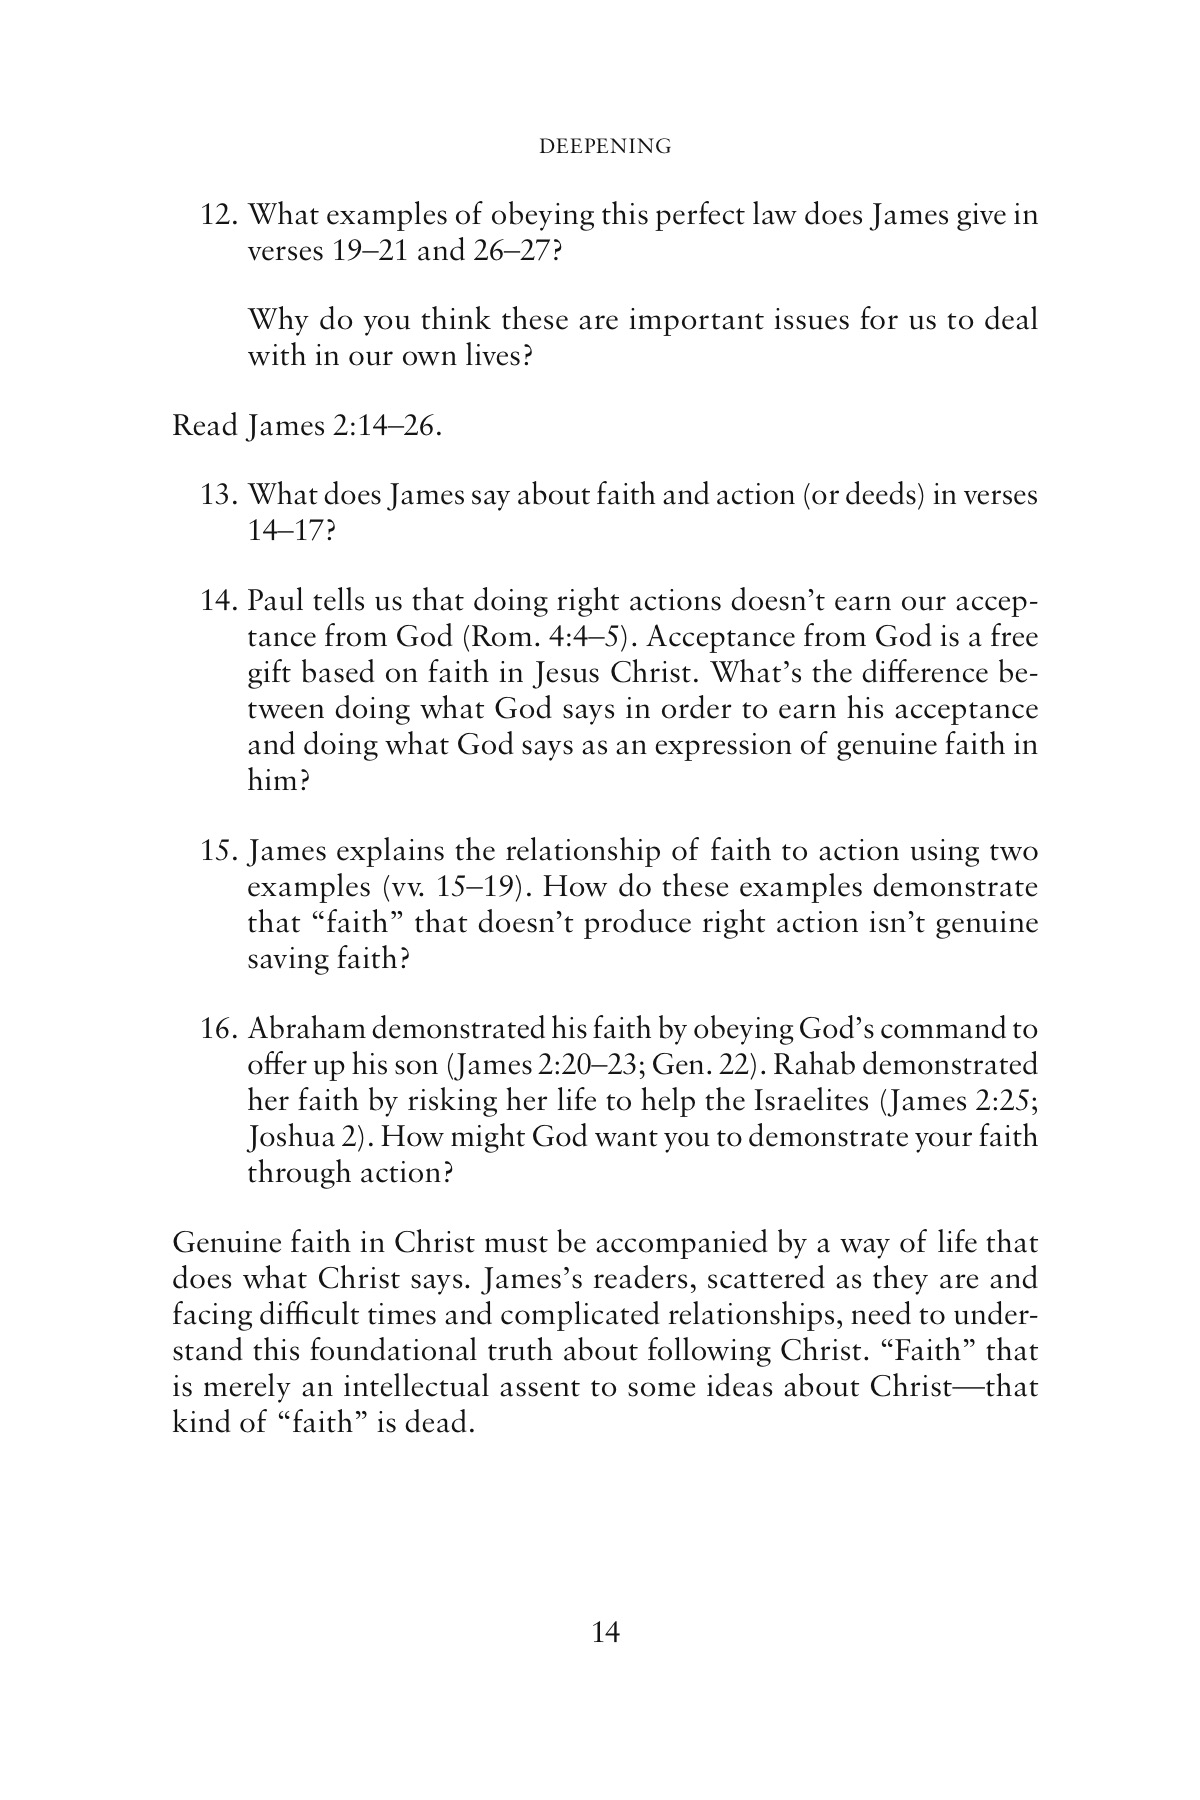 DEEPENING
12. What examples of obeying this perfect law does James give in
verses 19–21 and 26–27?
Why do you think these are important issues for us to deal
with in our own lives?
Read James 2:14–26.
13. What does James say about faith and action (or deeds) in verses
14–17?
14. Paul tells us that doing right actions doesn’t earn our accep-
tance from God (Rom. 4:4–5). Acceptance from God is a free
gift based on faith in Jesus Christ. What’s the difference be-
tween doing what God says in order to earn his acceptance
and doing what God says as an expression of genuine faith in
him?
15. James explains the relationship of faith to action using two
examples (vv. 15–19). How do these examples demonstrate
that “faith” that doesn’t produce right action isn’t genuine
saving faith?
16. Abraham demonstrated his faith by obeying God’s command to
offer up his son (James 2:20–23; Gen. 22). Rahab demonstrated
her faith by risking her life to help the Israelites (James 2:25;
Joshua 2). How might God want you to demonstrate your faith
through action?
Genuine faith in Christ must be accompanied by a way of life that
does what Christ says. James’s readers, scattered as they are and
facing difficult times and complicated relationships, need to under-
stand this foundational truth about following Christ. “Faith” that
is merely an intellectual assent to some ideas about Christ—that
kind of “faith” is dead.
14